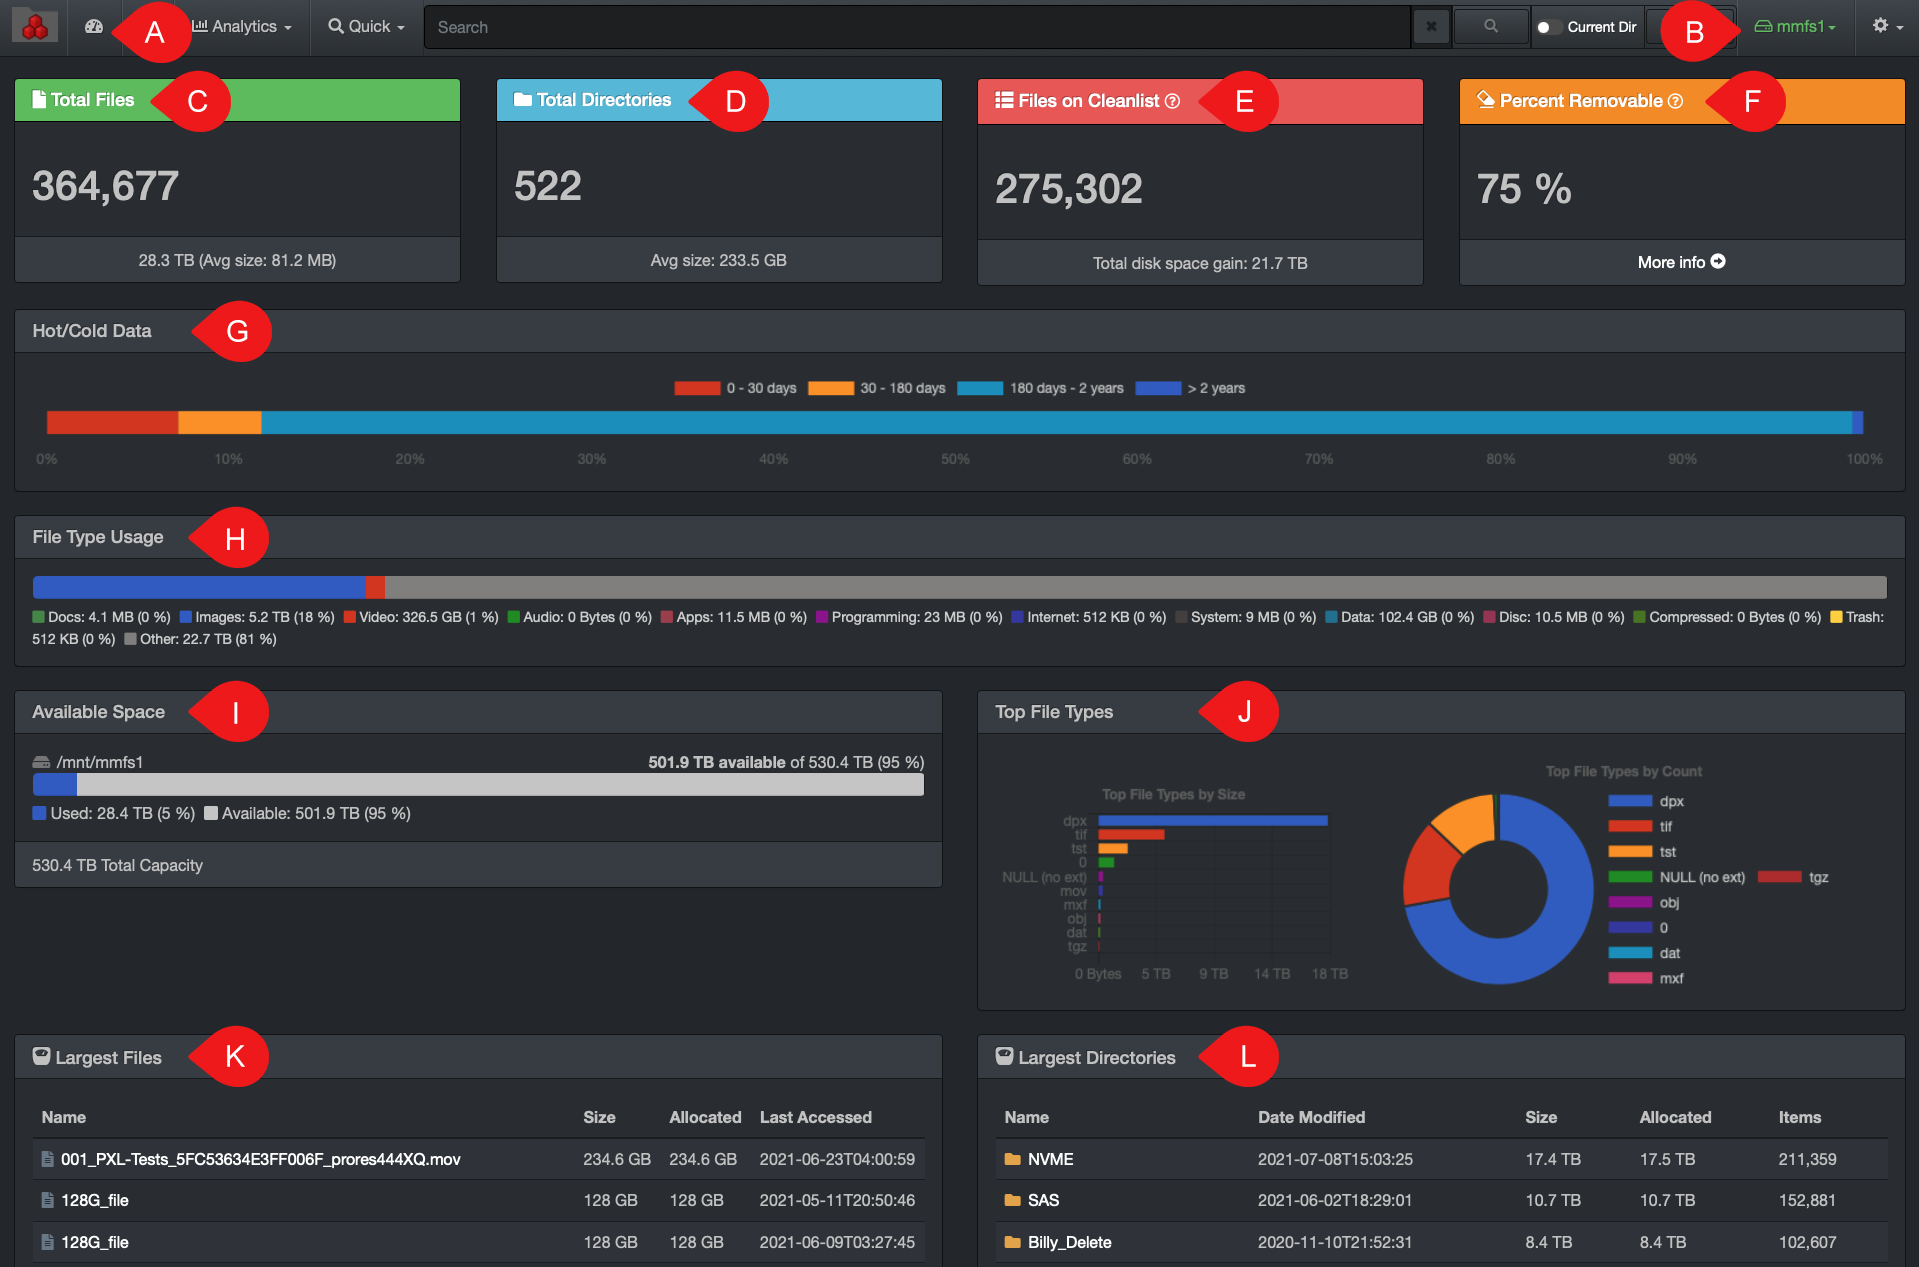 A
Analytics
Quick
Search
Current Dir
B
mmfs1
Total Files
C
364,677
28.3 TB (Avg size: 81.2 MB)
Total Directories
D
522
Avg size: 233.5 GB
Files on Cleanlist
E
275,302
Total disk space gain: 21.7 TB
Percent Removable
F
75 %
More info
Hot/Cold Data
G
0 - 30 days
30 - 180 days
180 days - 2 years
> 2 years
0% 10% 20% 30% 40% 50% 60% 70% 80% 90% 100%
File Type Usage
H
Docs: 4.1 MB (0 %) Images: 5.2 TB (18 %) Video: 326.5 GB (1 %) Audio: 0 Bytes (0 %) Apps: 11.5 MB (0 %) Programming: 23 MB (0 %) Internet: 512 KB (0 %) System: 9 MB (0 %) Data: 102.4 GB (0 %) Disc: 10.5 MB (0 %) Compressed: 0 Bytes (0 %) Trash:
512 KB (0 %) Other: 22.7 TB (81 %)
Available Space
I
/mnt/mmfs1
501.9 TB available of 530.4 TB (95 %)
Used: 28.4 TB (5 %) Available: 501.9 TB (95 %)
530.4 TB Total Capacity
Top File Types
J
Top File Types by Size
dpx
tif
tst
0
NULL (no ext)
mov
mxf
obj
dat
tgz
0 Bytes 5 TB 9 TB 14 TB 18 TB
Top File Types by Count
dpx
tif
tst
NULL (no ext) tgz
obj
0
dat
mxf
Largest Files
K
Name Size Allocated Last Accessed
001_PXL-Tests_5FC53634E3FF006F_prores444XQ.mov 234.6 GB 234.6 GB 2021-06-23T04:00:59
128G_file 128 GB 128 GB 2021-05-11T20:50:46
128G_file 128 GB 128 GB 2021-06-09T03:27:45
Largest Directories
L
Name Date Modified Size Allocated Items
NVME 2021-07-08T15:03:25 17.4 TB 17.5 TB 211,359
SAS 2021-06-02T18:29:01 10.7 TB 10.7 TB 152,881
Billy_Delete 2020-11-10T21:52:31 8.4 TB 8.4 TB 102,607